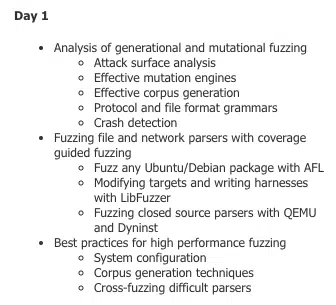 Day 1
• Analysis of generational and mutational fuzzing
◦ Attack surface analysis
◦ Effective mutation engines
◦ Effective corpus generation
◦ Protocol and file format grammars
◦ Crash detection
• Fuzzing file and network parsers with coverage
guided fuzzing
◦ Fuzz any Ubuntu/Debian package with AFL
◦ Modifying targets and writing harnesses
with LibFuzzer
◦ Fuzzing closed source parsers with QEMU
and Dyninst
• Best practices for high performance fuzzing
◦ System configuration
◦ Corpus generation techniques
◦ Cross-fuzzing difficult parsers